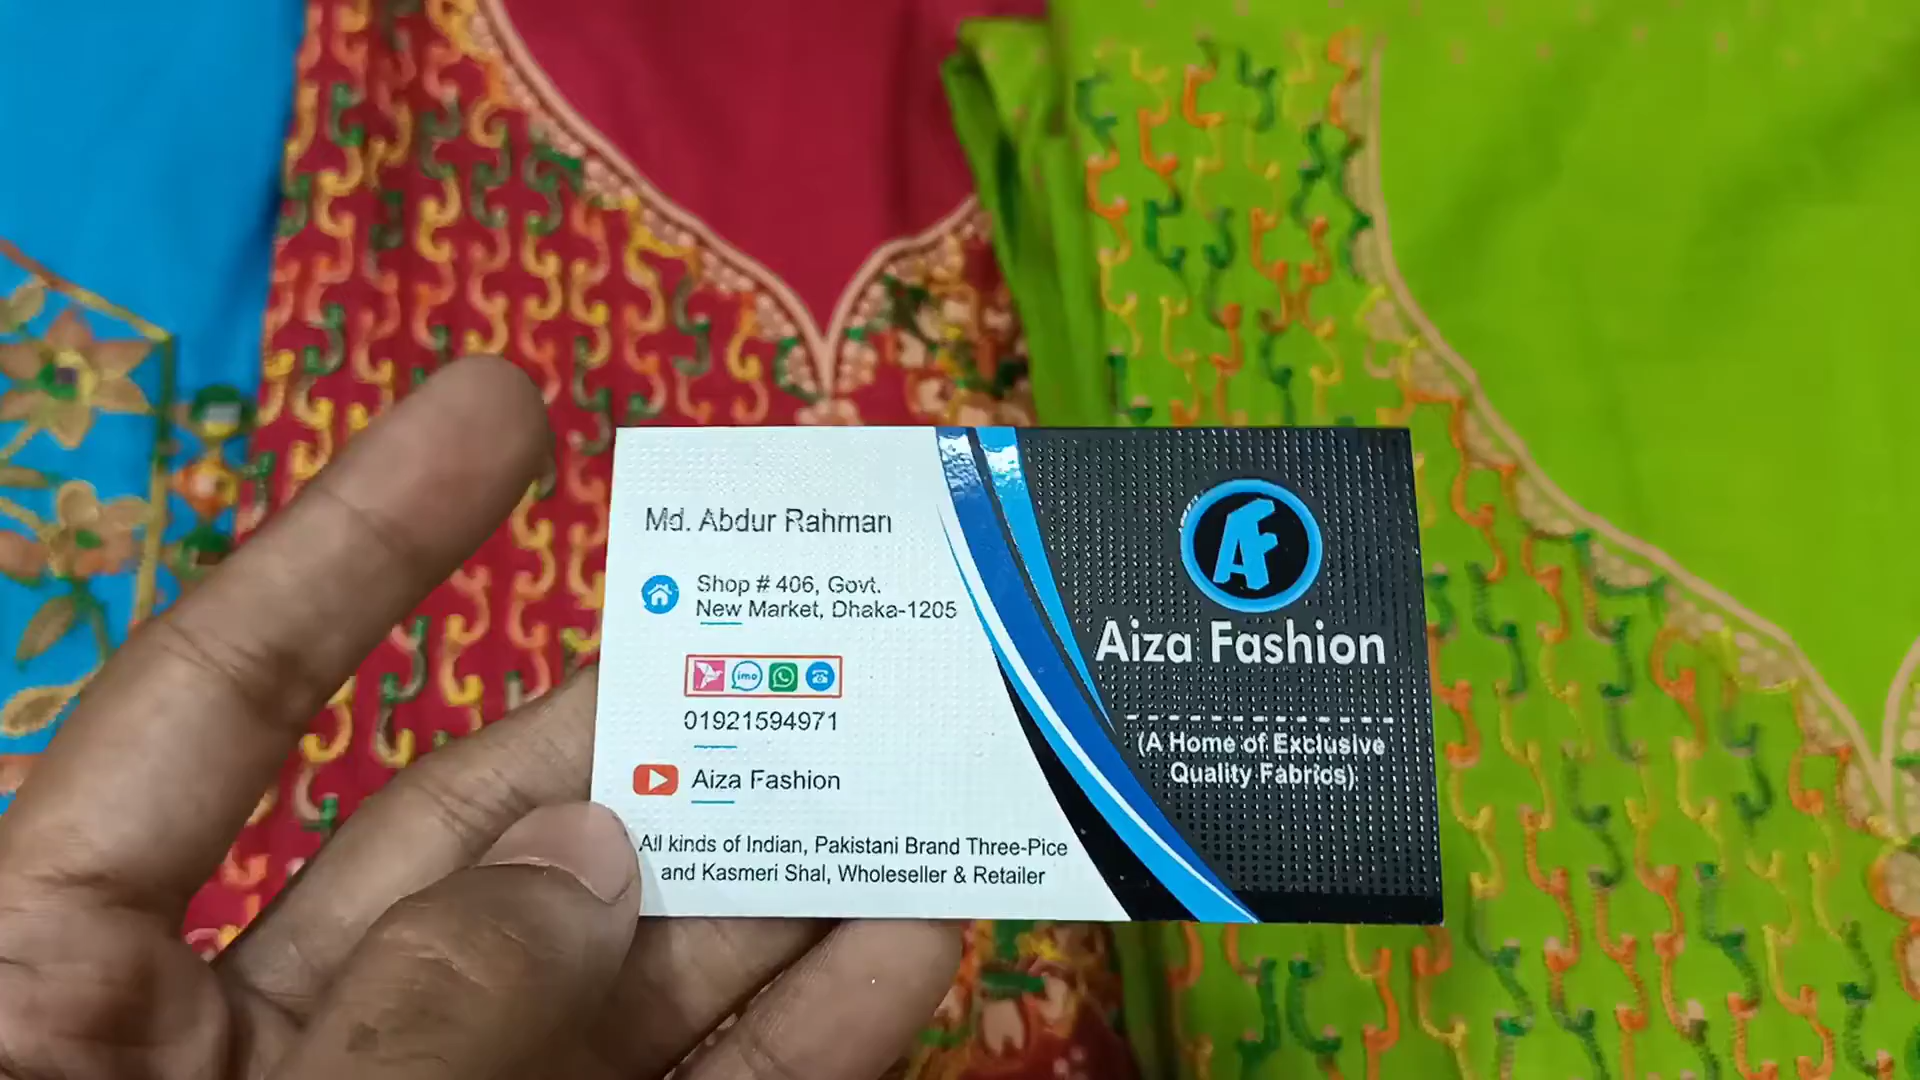 Md. Abdur Rahman
Shop # 406, Govt.
New Market, Dhaka-1205
imo
01921594971
Aiza Fashion
All kinds of Indian, Pakistani Brand Three-Pice
and Kasmeri Shal, Wholeseller & Retailer
AF
Aiza Fashion
(A Home of Exclusive
Quality Fabrics)